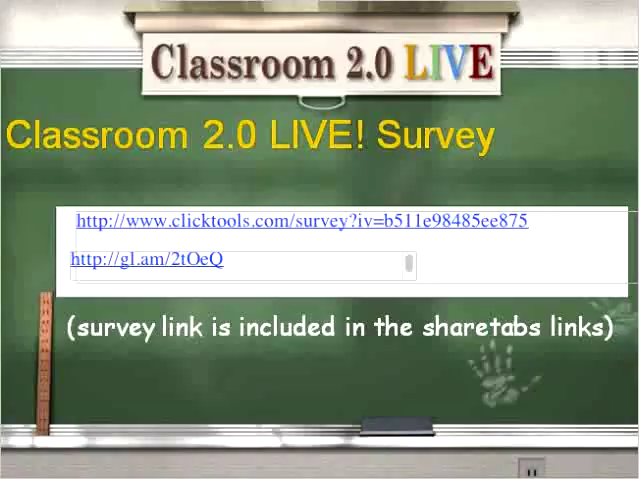 Classroom 2.0 LIVE
Classroom 2.0 LIVE! Survey
http://www.clicktools.com/survey?iv=b511e98485ee875
http://gl.am/2tOeQ
(survey link is included in the sharetabs links)